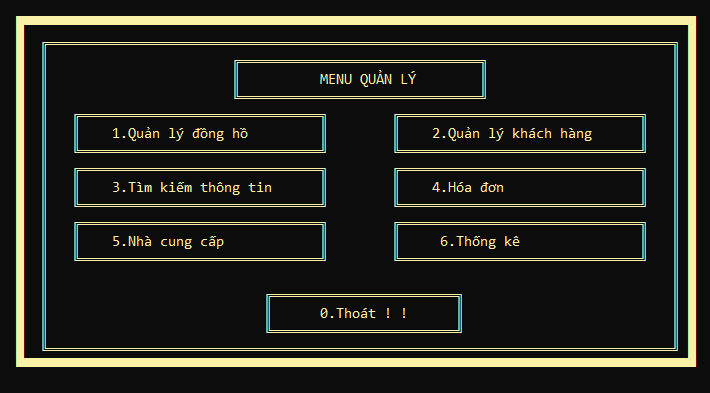 MENU QUẢN LÝ
1.Quản lý đồng hồ
2.Quản lý khách hàng
3.Tìm kiếm thông tin
4.Hóa đơn
5.Nhà cung cấp
6.Thống kê
0.Thoát ! !